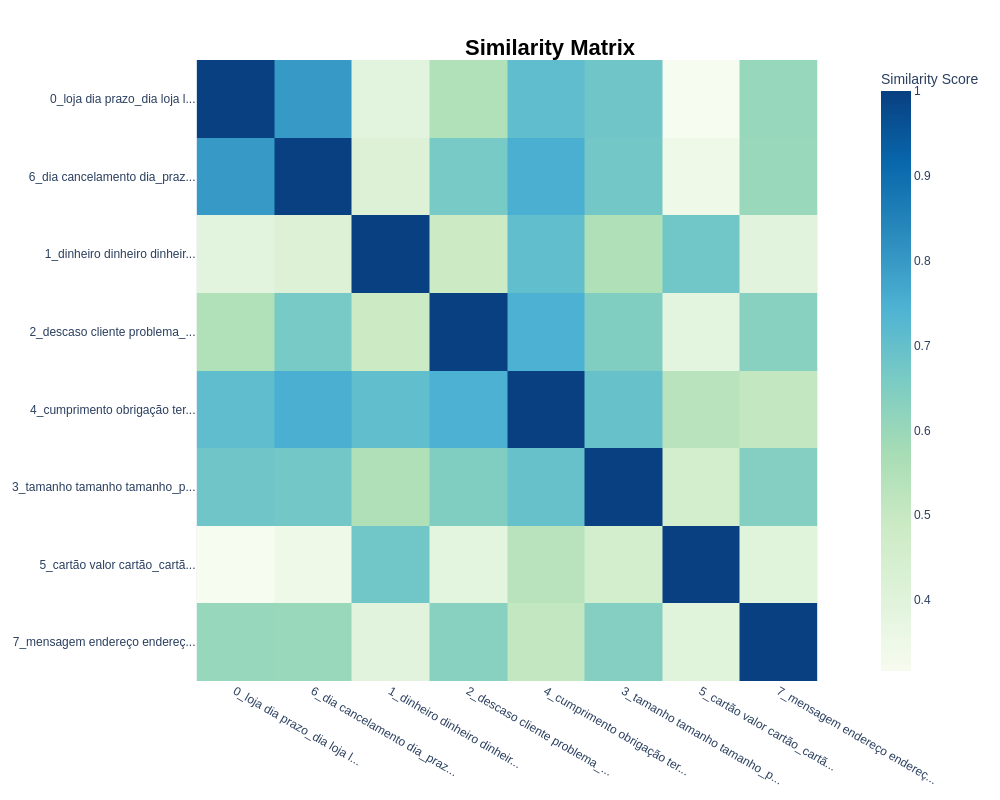 Similarity Matrix
Similarity Score
0_loja dia prazo_dia loja l...
6_dia cancelamento dia_praz...
1_dinheiro dinheiro dinheir...
2_descaso cliente problema_...
4_cumprimento obrigação ter...
3_tamanho tamanho tamanho_p...
5_cartão valor cartão_cartã...
7_mensagem endereço endereç...
1
0.9
0.8
0.7
0.6
0.5
0.4
0_loja dia prazo_dia loja l...
6_dia cancelamento dia_praz...
1_dinheiro dinheiro dinheir...
2_descaso cliente problema_...
4_cumprimento obrigação ter...
3_tamanho tamanho tamanho_p...
5_cartão valor cartão_cartã...
7_mensagem endereço endereç...